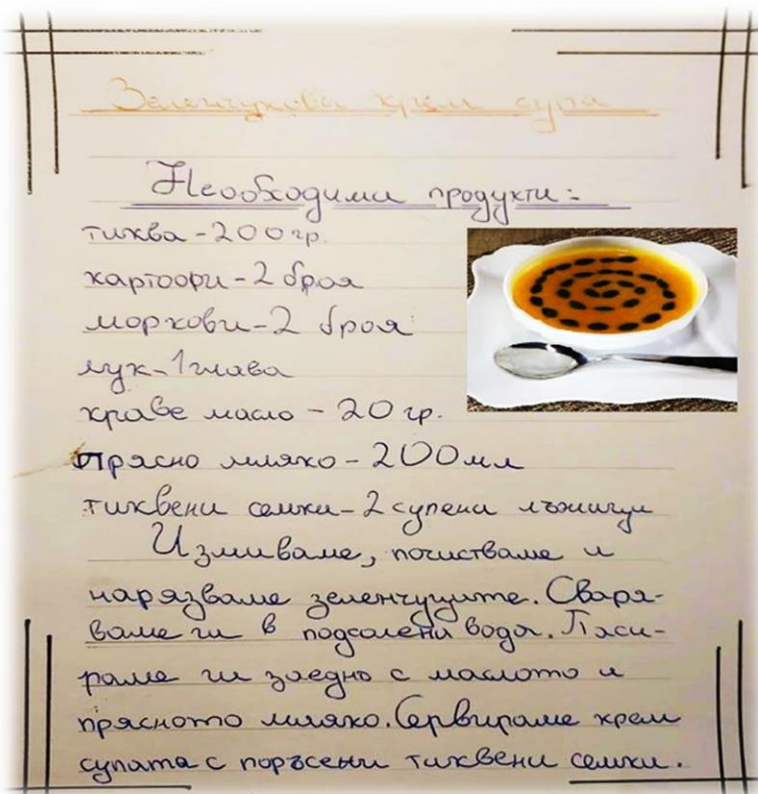 Зеленчукова крем супа
Необходими продукти:
тиква - 200 гр.
картофи - 2 броя
моркови - 2 броя
лук - 1 глава
краве масло - 20 гр.
прясно мляко - 200 мл
тиквени семки - 2 супени лъжици
Измиваме, почистваме и
нарязваме зеленчуците. Сваря-
ваме ги в подсолена вода. Паси-
раме ги заедно с маслото и
прясното мляко. Сервираме крем
супата с поръсени тиквени семки.